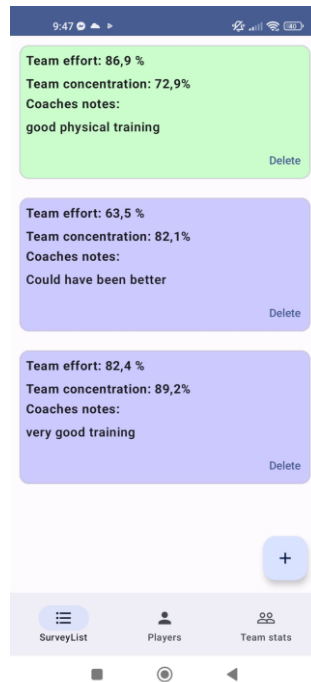 9:47
40
Team effort: 86,9 %
Team concentration: 72,9%
Coaches notes:
good physical training
Delete
Team effort: 63,5 %
Team concentration: 82,1%
Coaches notes:
Could have been better
Delete
Team effort: 82,4 %
Team concentration: 89,2%
Coaches notes:
very good training
Delete
+
SurveyList Players Team stats